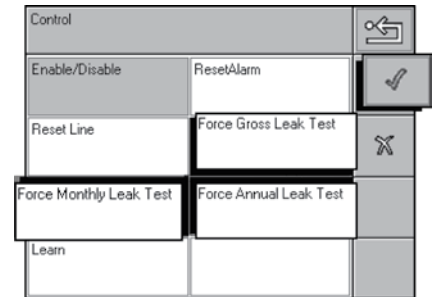 Control
Enable/Disable
ResetAlarm
Reset Line
Force Gross Leak Test
Force Monthly Leak Test
Force Annual Leak Test
Learn